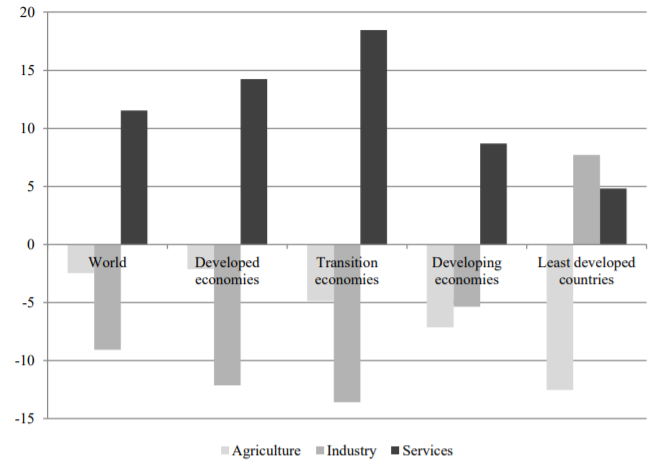 20
15
10
5
0
-5
-10
-15
World
Developed
economies
Transition
economies
Developing
economies
Least developed
countries
Agriculture Industry Services